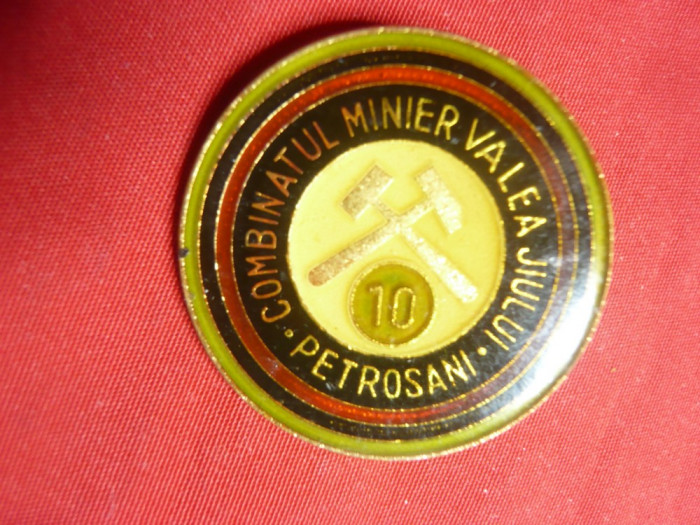 COMBINATUL MINIER VALEA JIULUI
PETROSANI
10